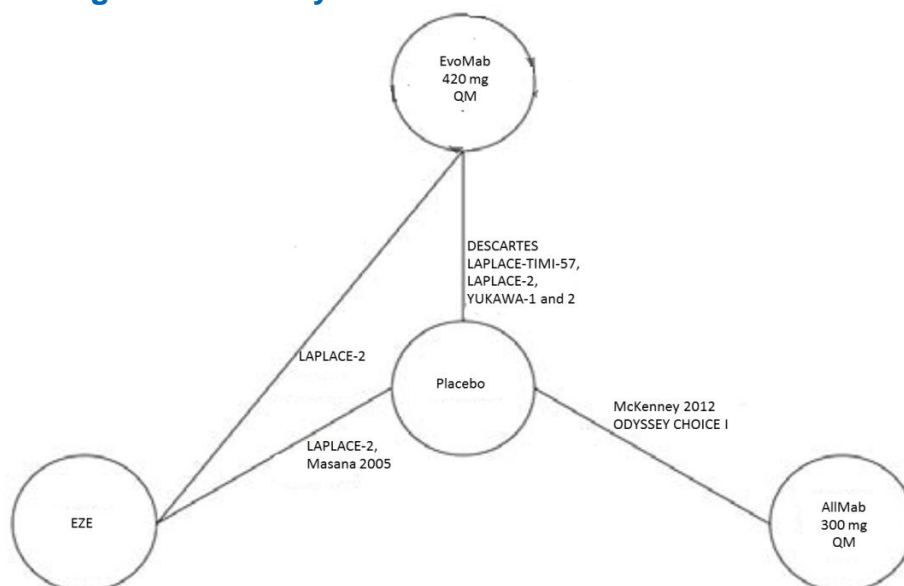 EvoMab
420 mg
QM
DESCARTES
LAPLACE-TIMI-57,
LAPLACE-2,
YUKAWA-1 and 2
LAPLACE-2
Placebo
McKenney 2012
ODYSSEY CHOICE I
LAPLACE-2,
Masana 2005
EZE
AllMab
300 mg
QM